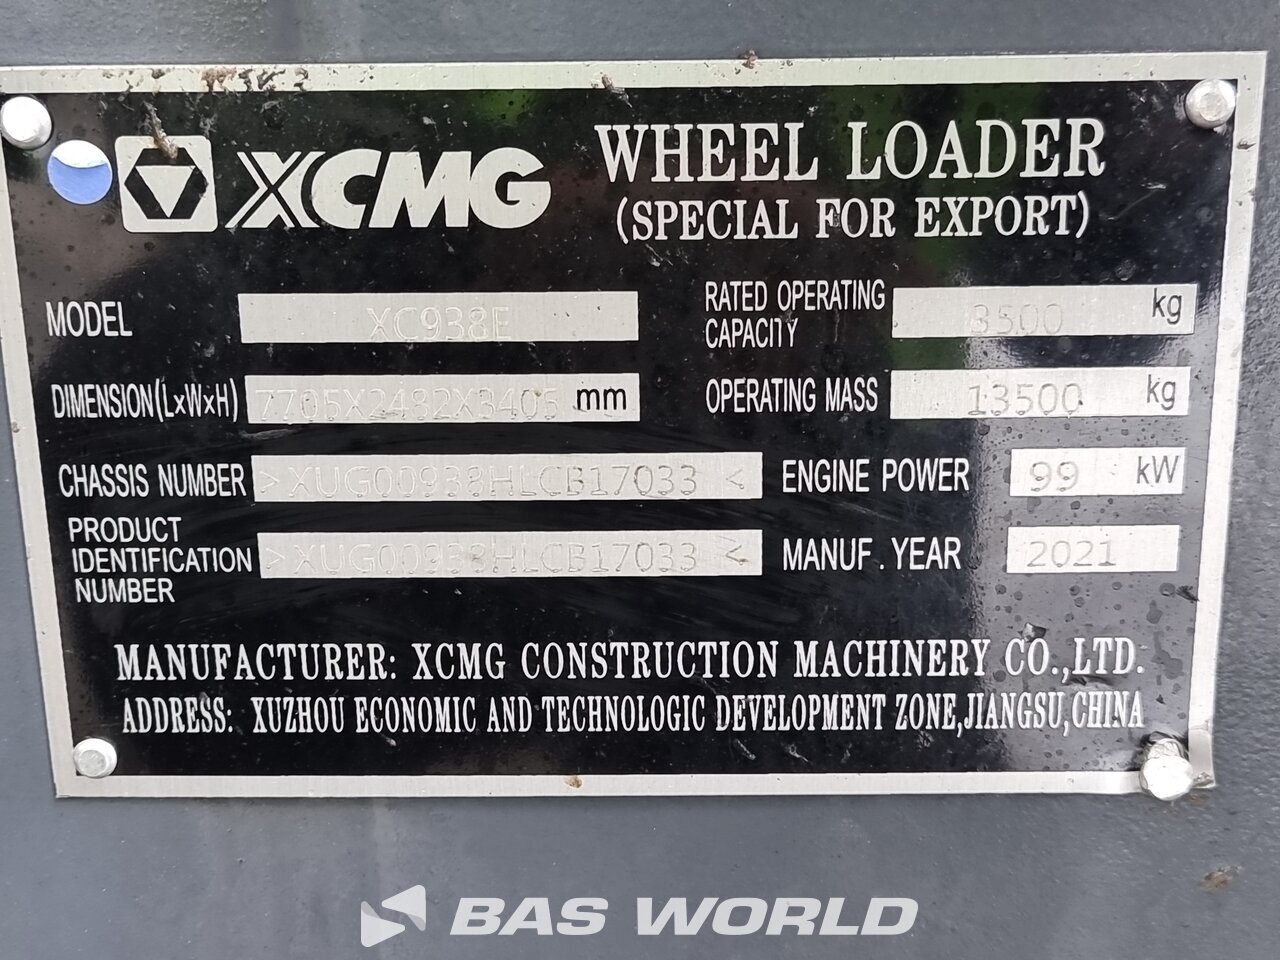 XCMG
WHEEL LOADER
(SPECIAL FOR EXPORT)
MODEL XC938E
RATED OPERATING CAPACITY 3500 kg
DIMENSION(LxWxH) 7705X2482X3405 mm
OPERATING MASS 13500 kg
CHASSIS NUMBER >XUG00938HLCB17033<
ENGINE POWER 99 kW
PRODUCT IDENTIFICATION NUMBER >XUG00938HLCB17033<
MANUF.YEAR 2021
MANUFACTURER: XCMG CONSTRUCTION MACHINERY CO.,LTD.
ADDRESS: XUZHOU ECONOMIC AND TECHNOLOGIC DEVELOPMENT ZONE,JIANGSU,CHINA
BAS WORLD